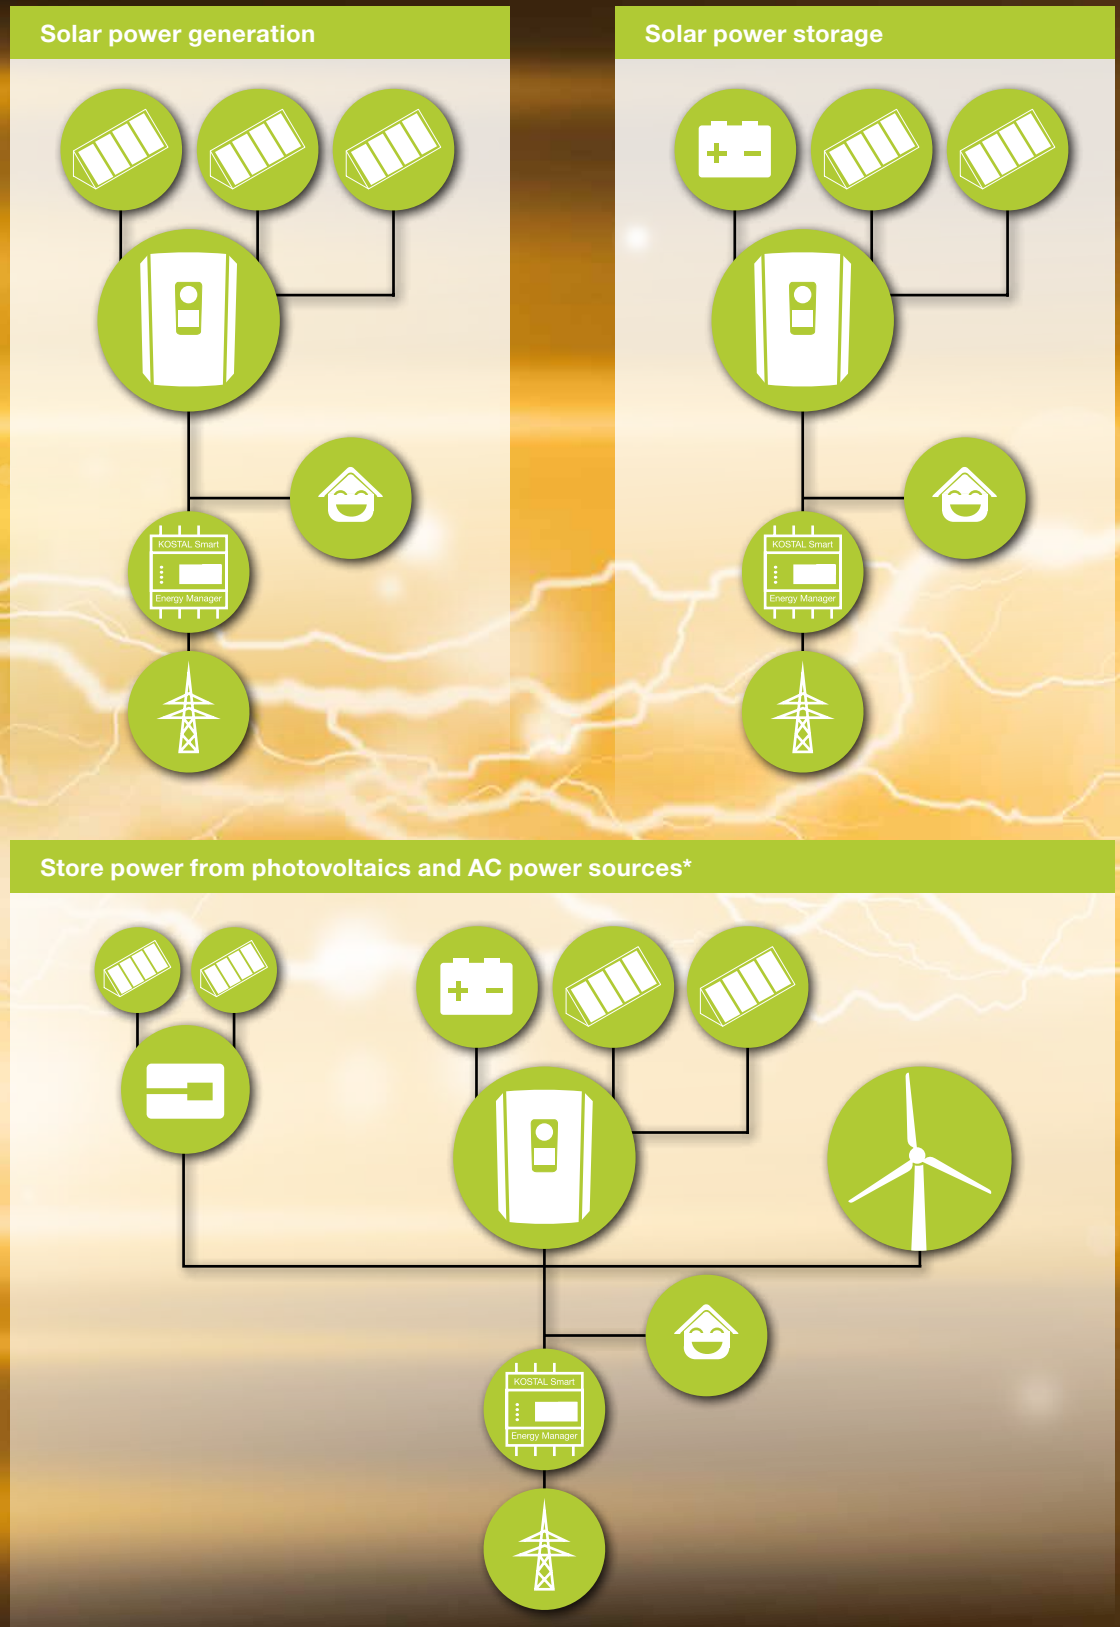 Solar power generation
Solar power storage
KOSTAL Smart
Energy Manager
KOSTAL Smart
Energy Manager
Store power from photovoltaics and AC power sources*
KOSTAL Smart
Energy Manager